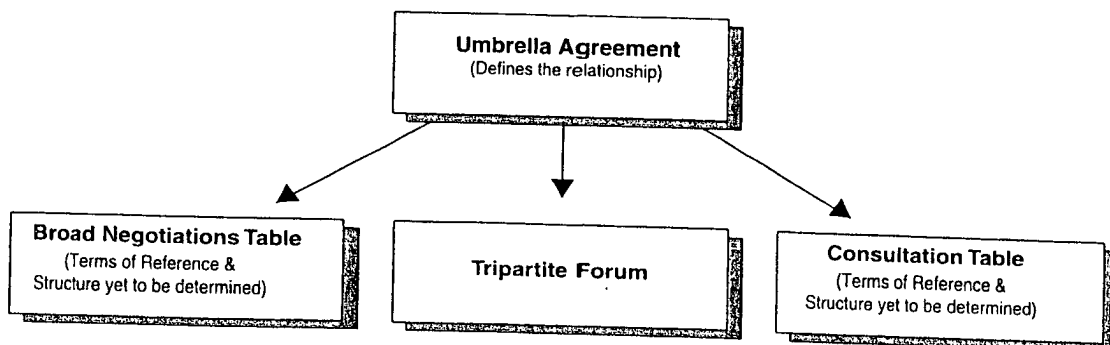 Umbrella Agreement
(Defines the relationship)
Broad Negotiations Table
(Terms of Reference &
Structure yet to be determined)
Tripartite Forum
Consultation Table
(Terms of Reference &
Structure yet to be determined)